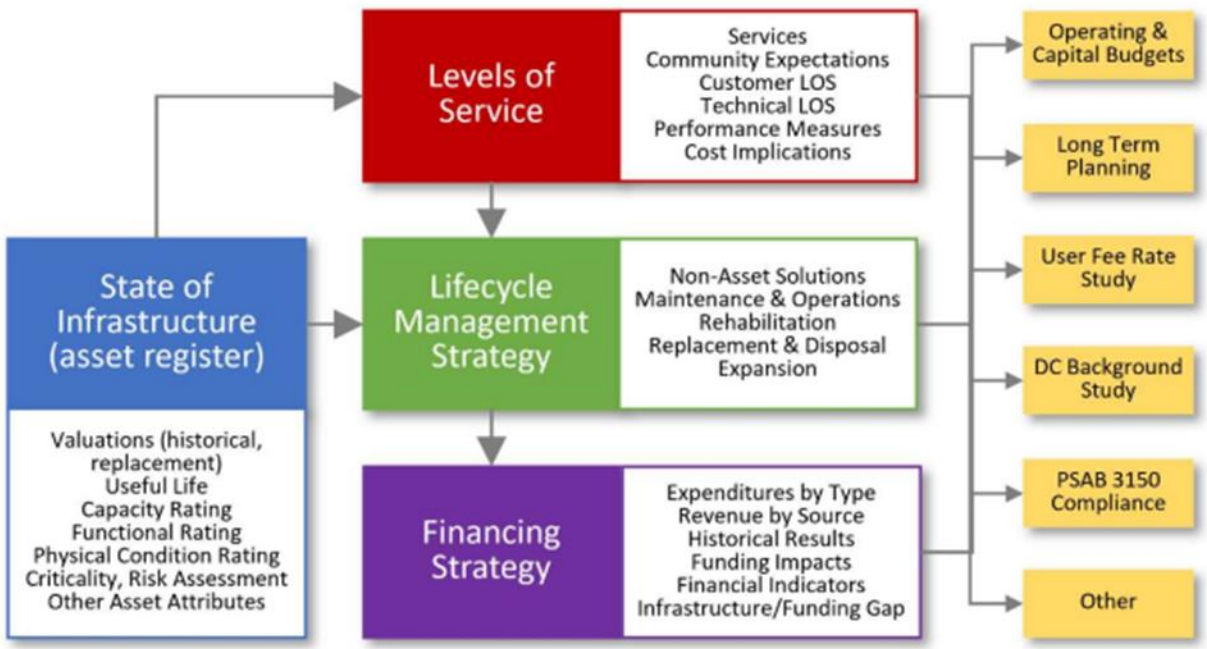 Levels of
Service
Services
Community Expectations
Customer LOS
Technical LOS
Performance Measures
Cost Implications
State of
Infrastructure
(asset register)
Valuations (historical,
replacement)
Useful Life
Capacity Rating
Functional Rating
Physical Condition Rating
Criticality, Risk Assessment
Other Asset Attributes
Lifecycle
Management
Strategy
Non-Asset Solutions
Maintenance & Operations
Rehabilitation
Replacement & Disposal
Expansion
Financing
Strategy
Expenditures by Type
Revenue by Source
Historical Results
Funding Impacts
Financial Indicators
Infrastructure/Funding Gap
Operating &
Capital Budgets
Long Term
Planning
User Fee Rate
Study
DC Background
Study
PSAB 3150
Compliance
Other